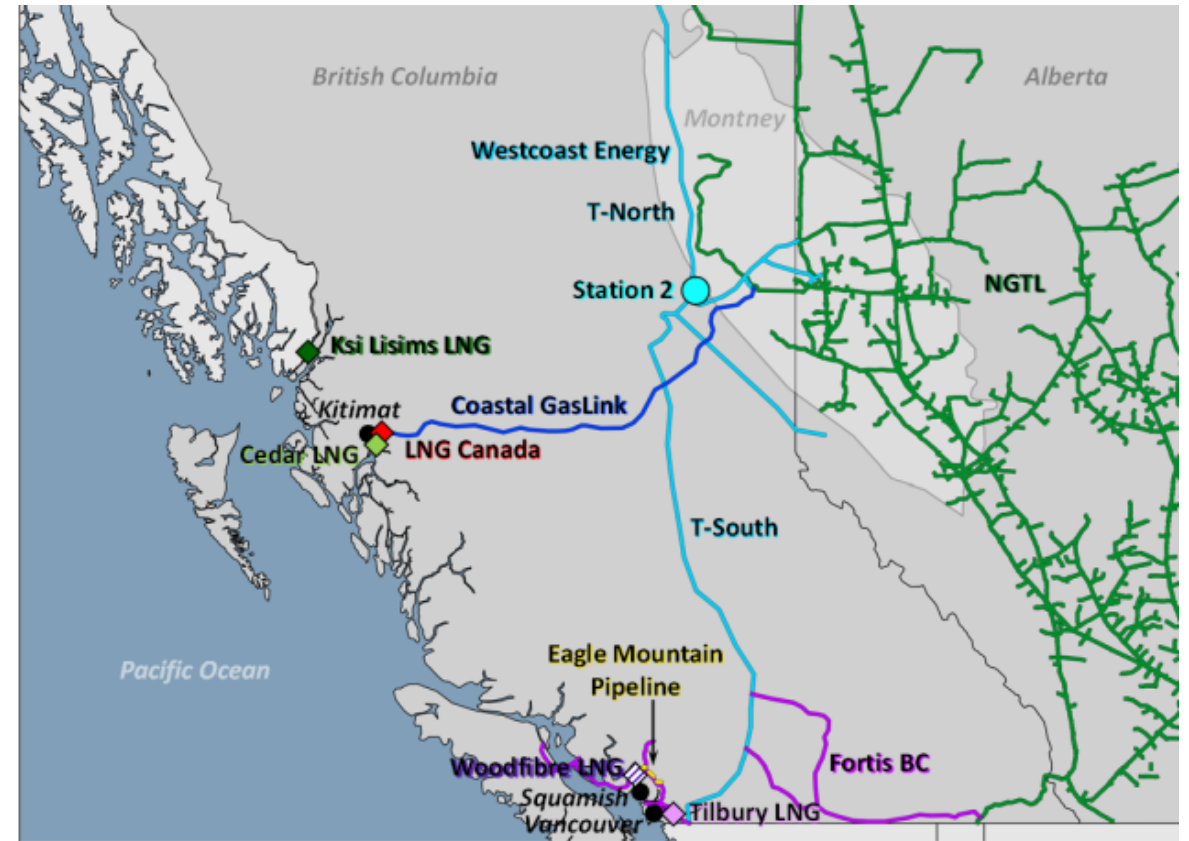 British Columbia
Alberta
Montney
Westcoast Energy
T-North
Station 2
NGTL
Ksi Lisims LNG
Kitimat
Coastal GasLink
Cedar LNG
LNG Canada
T-South
Pacific Ocean
Eagle Mountain
Pipeline
Woodfibre LNG
Fortis BC
Squamish
Tilbury LNG
Vancouver